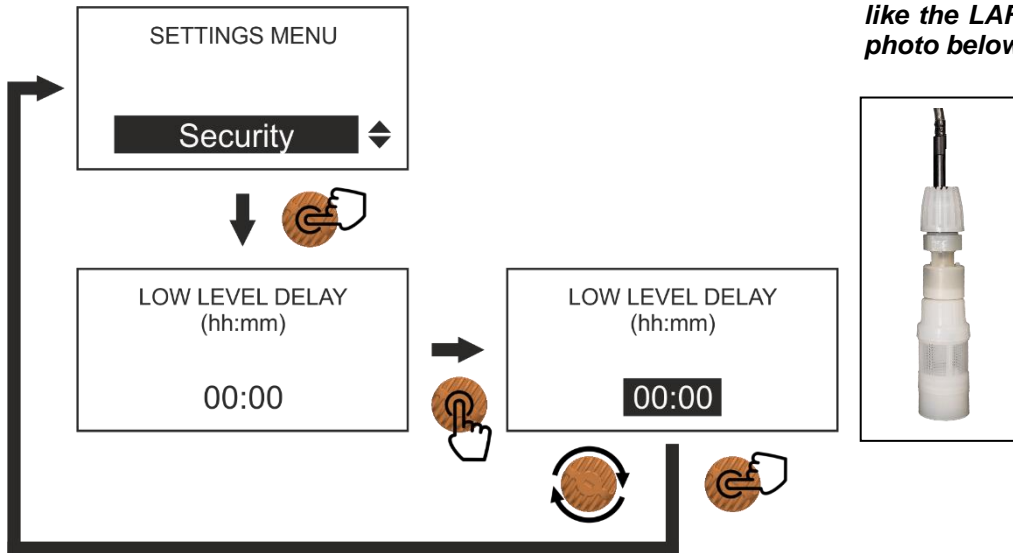 SETTINGS MENU
Security
LOW LEVEL DELAY
(hh:mm)
00:00
LOW LEVEL DELAY
(hh:mm)
00:00
like the
photo below